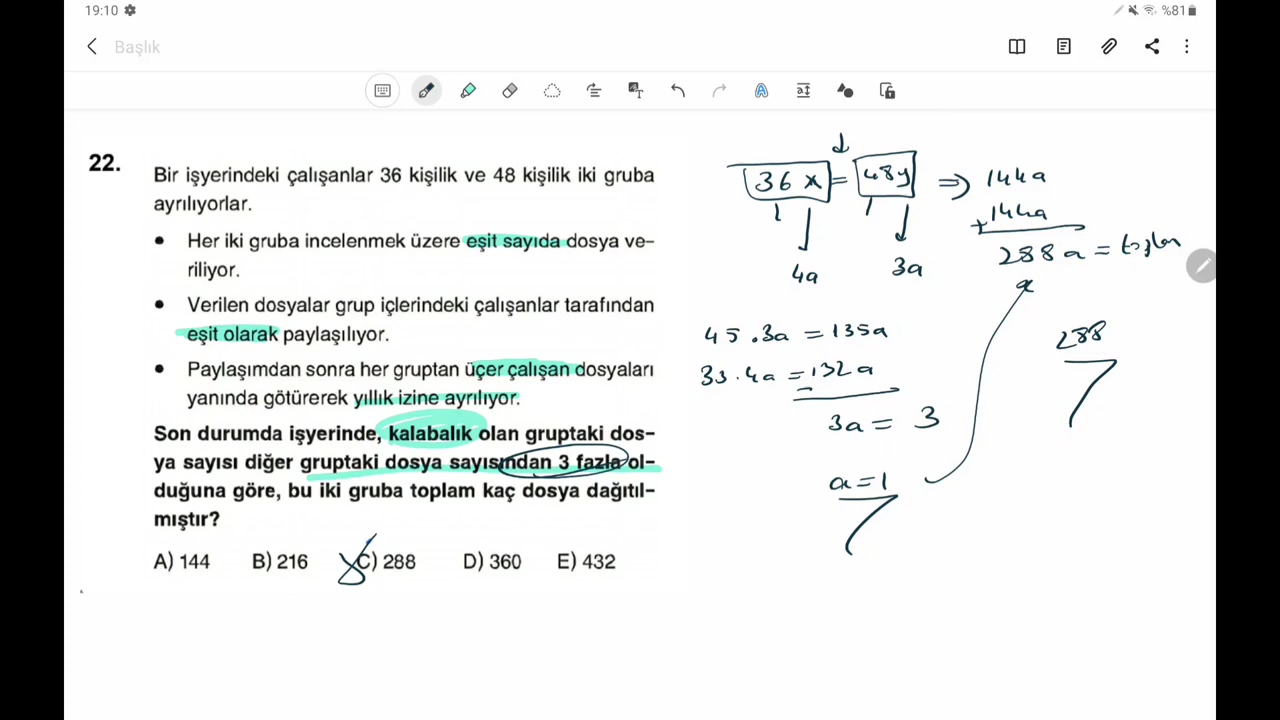 19:10
%81
Başlık
22.
Bir işyerindeki çalışanlar 36 kişilik ve 48 kişilik iki gruba
ayrılıyorlar.
• Her iki gruba incelenmek üzere eşit sayıda dosya ve-
riliyor.
• Verilen dosyalar grup içlerindeki çalışanlar tarafından
eşit olarak paylaşılıyor.
• Paylaşımdan sonra her gruptan üçer çalışan dosyaları
yanında götürerek yıllık izine ayrılıyor.
Son durumda işyerinde, kalabalık olan gruptaki dos-
ya sayısı diğer gruptaki dosya sayısından 3 fazla ol-
duğuna göre, bu iki gruba toplam kaç dosya dağıtıl-
mıştır?
A) 144 B) 216 C) 288 D) 360 E) 432
36x = 48y ⇒ 144a
+ 144a
288a = toplam
4a 3a
45.3a = 135a
33.4a = 132a
3a = 3
a = 1
288